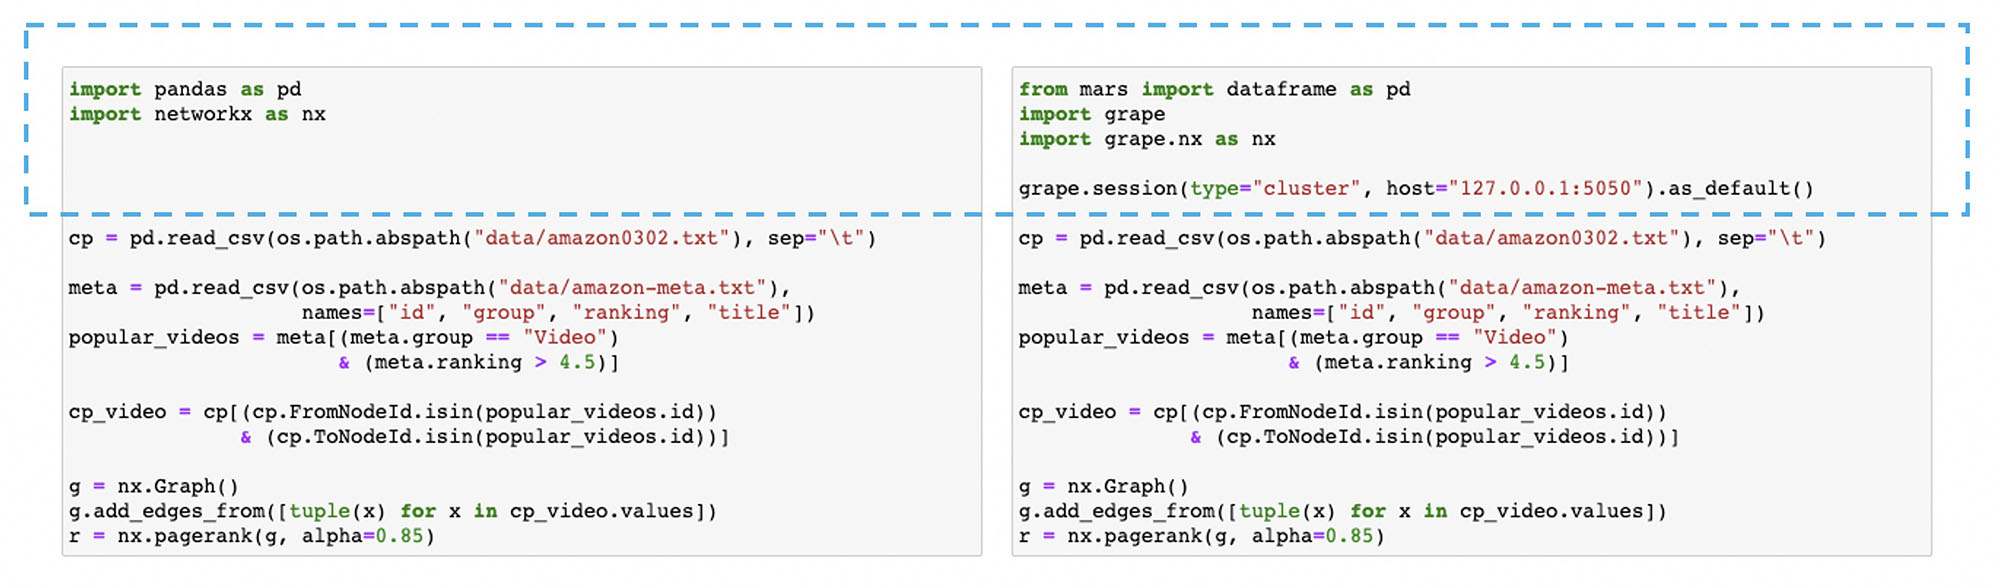 import pandas as pd
import networkx as nx
cp = pd.read_csv(os.path.abspath("data/amazon0302.txt"), sep="\t")
meta = pd.read_csv(os.path.abspath("data/amazon-meta.txt"),
                   names=["id", "group", "ranking", "title"])
popular_videos = meta[(meta.group == "Video")
                      & (meta.ranking > 4.5)]
cp_video = cp[(cp.FromNodeId.isin(popular_videos.id))
              & (cp.ToNodeId.isin(popular_videos.id))]
g = nx.Graph()
g.add_edges_from([tuple(x) for x in cp_video.values])
r = nx.pagerank(g, alpha=0.85)
from mars import dataframe as pd
import grape
import grape.nx as nx
grape.session(type="cluster", host="127.0.0.1:5050").as_default()
cp = pd.read_csv(os.path.abspath("data/amazon0302.txt"), sep="\t")
meta = pd.read_csv(os.path.abspath("data/amazon-meta.txt"),
                   names=["id", "group", "ranking", "title"])
popular_videos = meta[(meta.group == "Video")
                      & (meta.ranking > 4.5)]
cp_video = cp[(cp.FromNodeId.isin(popular_videos.id))
              & (cp.ToNodeId.isin(popular_videos.id))]
g = nx.Graph()
g.add_edges_from([tuple(x) for x in cp_video.values])
r = nx.pagerank(g, alpha=0.85)